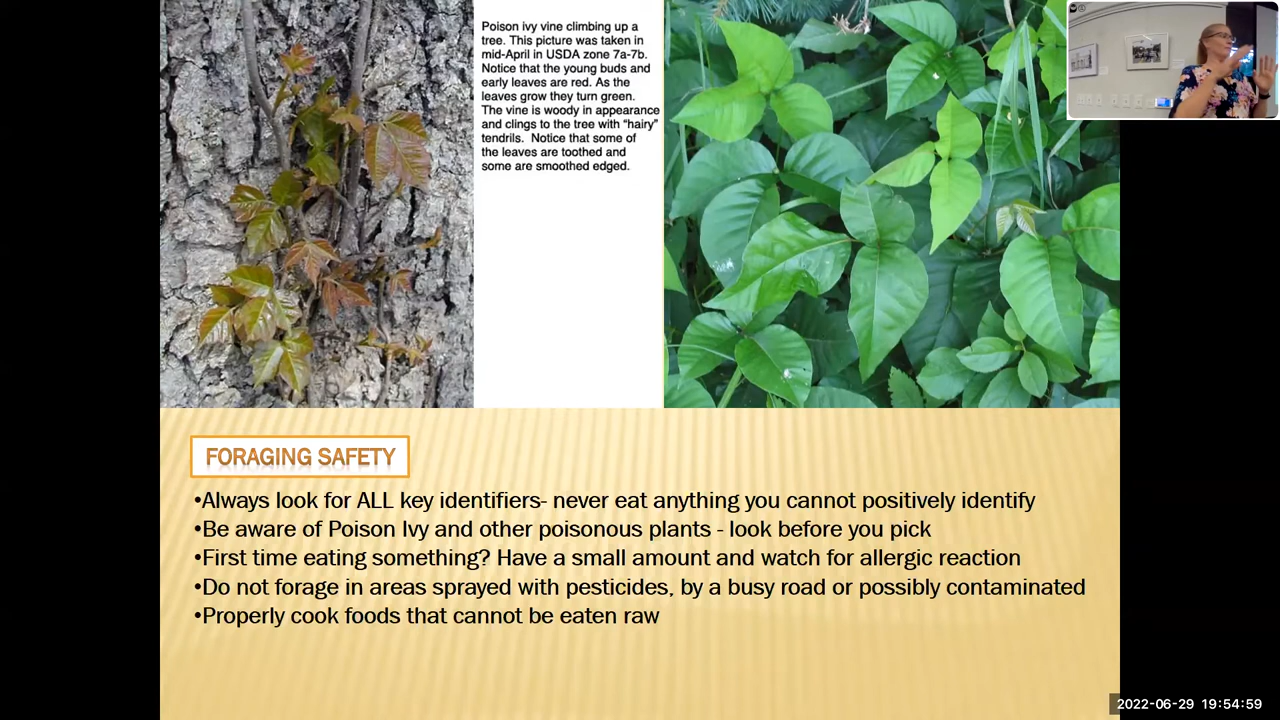 Poison ivy vine climbing up a
tree. This picture was taken in
mid-April in USDA zone 7a-7b.
Notice that the young buds and
early leaves are red. As the
leaves grow they turn green.
The vine is woody in appearance
and clings to the tree with “hairy”
tendrils. Notice that some of
the leaves are toothed and
some are smoothed edged.
FORAGING SAFETY
•Always look for ALL key identifiers- never eat anything you cannot positively identify
•Be aware of Poison Ivy and other poisonous plants - look before you pick
•First time eating something? Have a small amount and watch for allergic reaction
•Do not forage in areas sprayed with pesticides, by a busy road or possibly contaminated
•Properly cook foods that cannot be eaten raw
2022-06-29 19:54:59